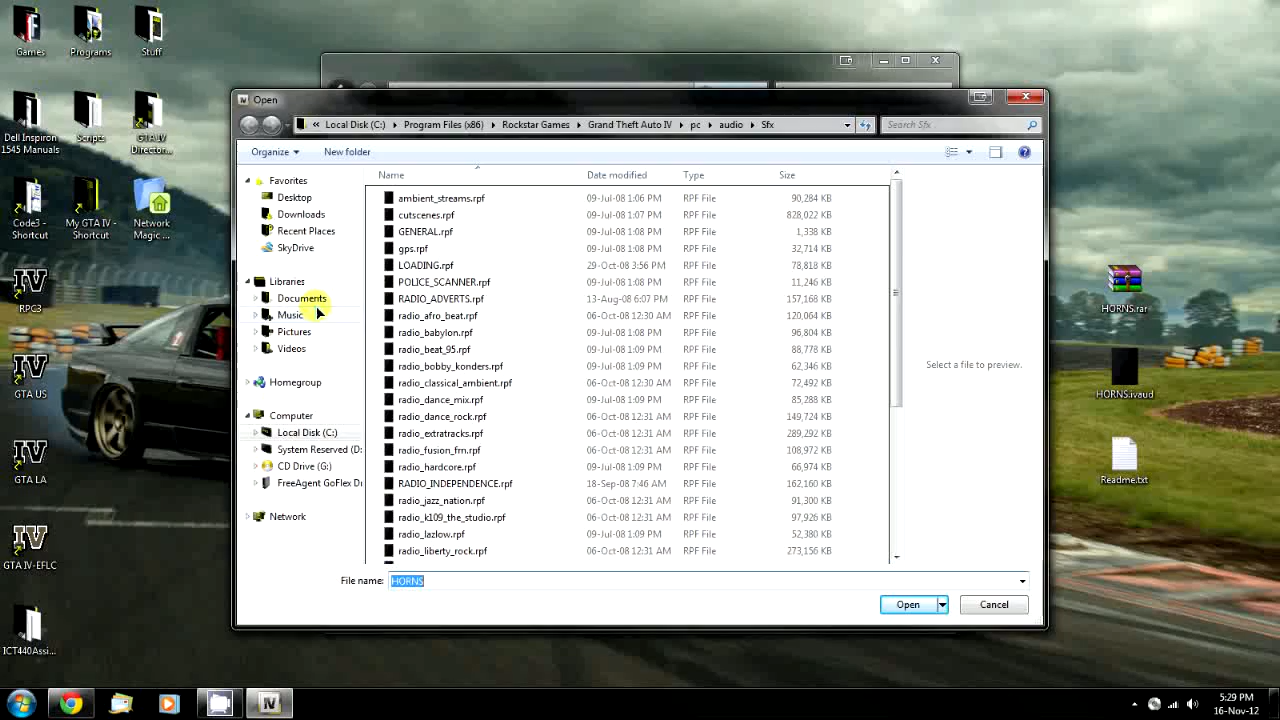 Games
Programs
Stuff
Dell Inspiron
1545 Manuals
Scripts
GTA IV
Director...
Code3 -
Shortcut
My GTA IV -
Shortcut
Network
Magic ...
RPC3
GTA US
GTA LA
GTA IV-EFLC
ICT440Assi...
Open
« Local Disk (C:) Program Files (x86) Rockstar Games Grand Theft Auto IV pc audio Sfx
Search Sfx
Organize New folder
Favorites
Desktop
Downloads
Recent Places
SkyDrive
Libraries
Documents
Music
Pictures
Videos
Homegroup
Computer
Local Disk (C:)
System Reserved (D:
CD Drive (G:)
FreeAgent GoFlex Dr
Network
Name Date modified Type Size
ambient_streams.rpf 09-Jul-08 1:06 PM RPF File 90,284 KB
cutscenes.rpf 09-Jul-08 1:07 PM RPF File 828,022 KB
GENERAL.rpf 09-Jul-08 1:08 PM RPF File 1,338 KB
gps.rpf 09-Jul-08 1:08 PM RPF File 32,714 KB
LOADING.rpf 29-Oct-08 3:56 PM RPF File 78,818 KB
POLICE_SCANNER.rpf 09-Jul-08 1:08 PM RPF File 11,246 KB
RADIO_ADVERTS.rpf 13-Aug-08 6:07 PM RPF File 157,168 KB
radio_afro_beat.rpf 06-Oct-08 12:30 AM RPF File 72,064 KB
radio_babylon.rpf 09-Jul-08 1:09 PM RPF File 96,804 KB
radio_beat_95.rpf 09-Jul-08 1:09 PM RPF File 88,778 KB
radio_bobby_konders.rpf 09-Jul-08 1:09 PM RPF File 62,346 KB
radio_classical_ambient.rpf 06-Oct-08 12:30 AM RPF File 72,492 KB
radio_dance_mix.rpf 09-Jul-08 1:09 PM RPF File 85,288 KB
radio_dance_rock.rpf 06-Oct-08 12:31 AM RPF File 149,724 KB
radio_extratracks.rpf 06-Oct-08 12:31 AM RPF File 289,292 KB
radio_fusion_fm.rpf 06-Oct-08 12:31 AM RPF File 108,972 KB
radio_hardcore.rpf 09-Jul-08 1:09 PM RPF File 66,974 KB
RADIO_INDEPENDENCE.rpf 18-Sep-08 7:46 AM RPF File 162,160 KB
radio_jazz_nation.rpf 06-Oct-08 12:31 AM RPF File 91,300 KB
radio_k109_the_studio.rpf 06-Oct-08 12:31 AM RPF File 97,926 KB
radio_lazlow.rpf 09-Jul-08 1:09 PM RPF File 52,380 KB
radio_liberty_rock.rpf 06-Oct-08 12:31 AM RPF File 273,156 KB
Select a file to preview.
File name: HORNS
Open Cancel
HORNS.rar
HORNS.ivaud
Readme.txt
5:29 PM
16-Nov-12